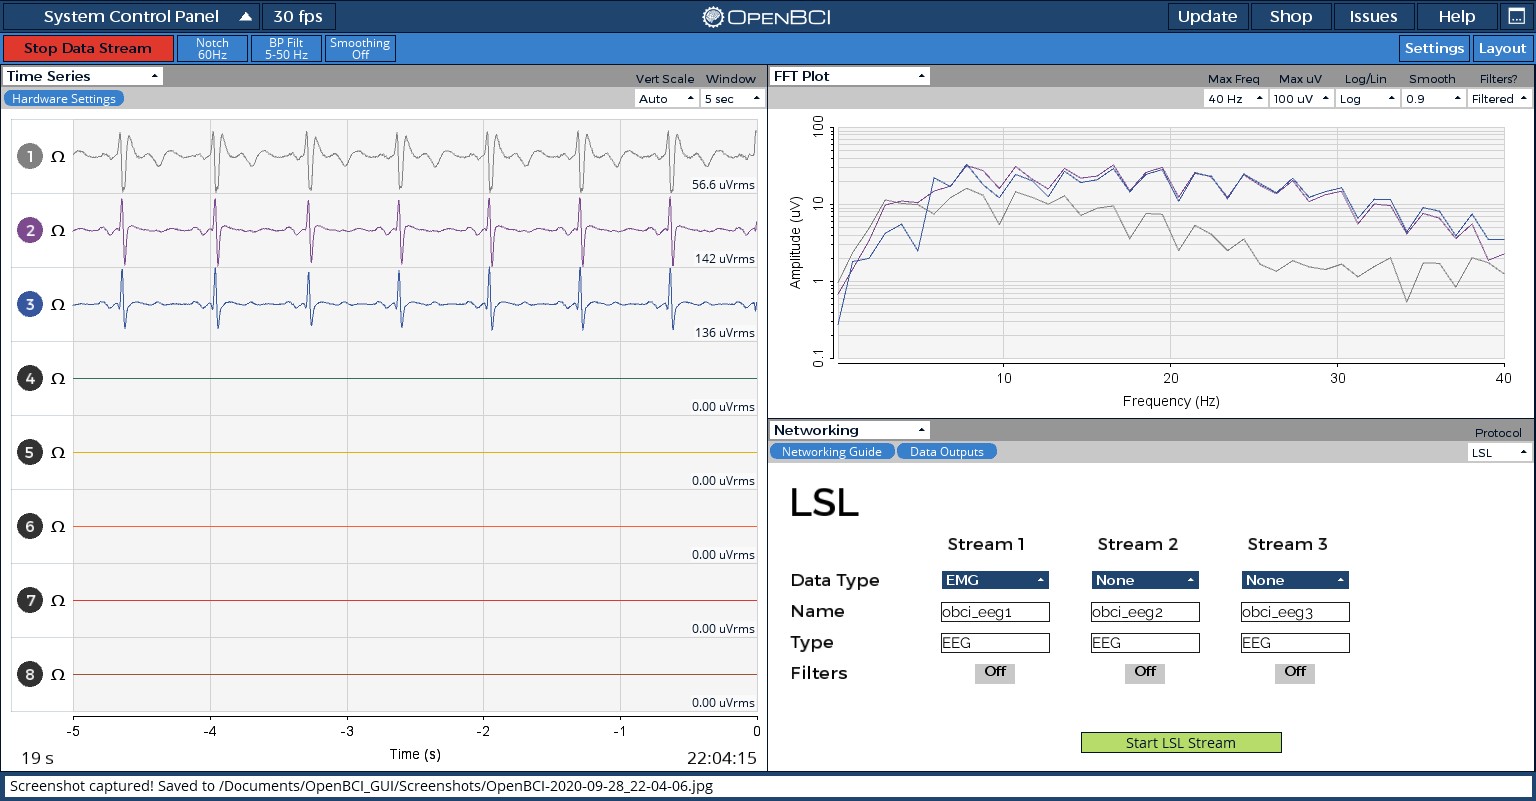 System Control Panel 30 fps OpenBCI Update Shop Issues Help
Stop Data Stream Notch 60Hz BP Filt 5-50 Hz Smoothing Off Settings Layout
Time Series Vert Scale Window
Hardware Settings Auto 5 sec
1 Ω 56.6 uVrms
2 Ω 142 uVrms
3 Ω 136 uVrms
4 Ω 0.00 uVrms
5 Ω 0.00 uVrms
6 Ω 0.00 uVrms
7 Ω 0.00 uVrms
8 Ω 0.00 uVrms
-5 -4 -3 -2 -1 0
Time (s)
19 s 22:04:15
FFT Plot Max Freq Max uV Log/Lin Smooth Filters?
40 Hz 100 uV Log 0.9 Filtered
100
10
1
0.1
Amplitude (uV)
10 20 30 40
Frequency (Hz)
Networking Protocol
Networking Guide Data Outputs LSL
LSL
Stream 1 Stream 2 Stream 3
Data Type EMG None None
Name obci_eeg1 obci_eeg2 obci_eeg3
Type EEG EEG EEG
Filters Off Off Off
Start LSL Stream
Screenshot captured! Saved to /Documents/OpenBCI_GUI/Screenshots/OpenBCI-2020-09-28_22-04-06.jpg